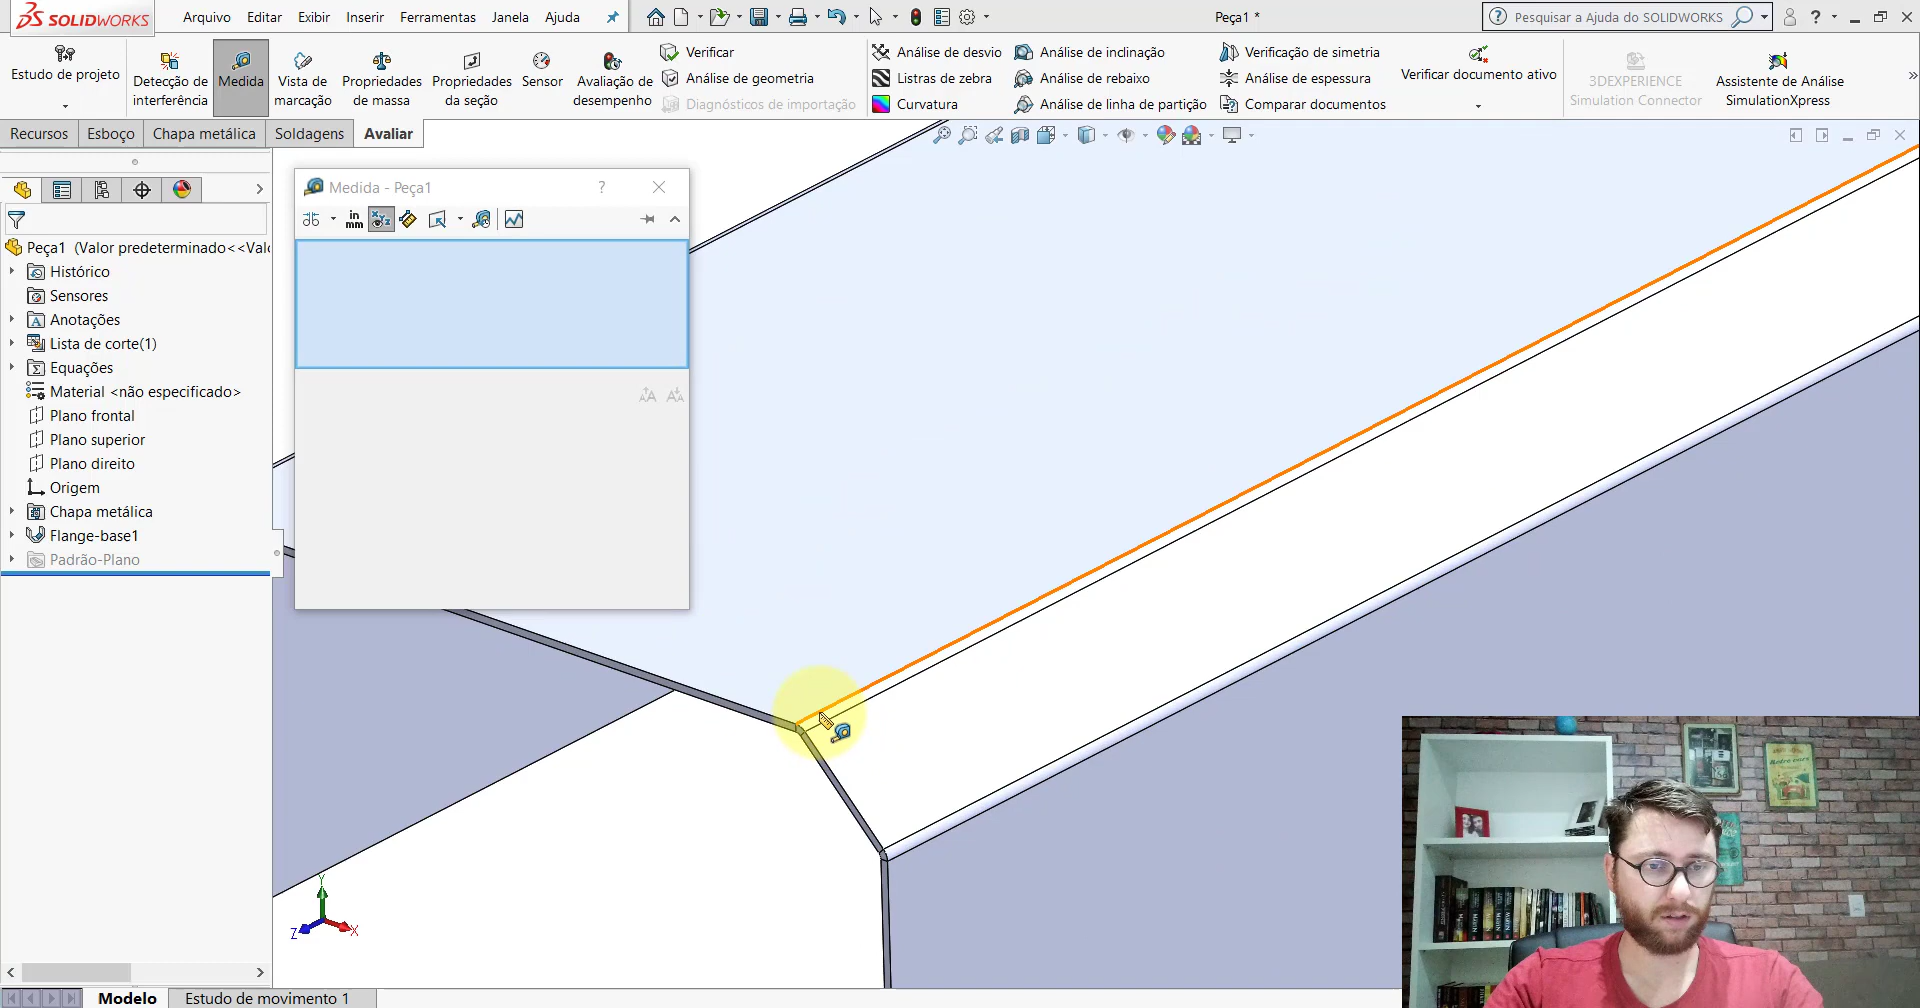 SOLIDWORKS
Arquivo Editar Exibir Inserir Ferramentas Janela Ajuda
Peça1 *
Pesquisar a Ajuda do SOLIDWORKS
Estudo de projeto
Detecção de interferência
Medida
Vista de marcação
Propriedades de massa
Propriedades da seção
Sensor
Avaliação de desempenho
Verificar
Análise de geometria
Diagnósticos de importação
Análise de desvio
Listras de zebra
Curvatura
Análise de inclinação
Análise de rebaixo
Análise de linha de partição
Verificação de simetria
Análise de espessura
Comparar documentos
Verificar documento ativo
3DEXPERIENCE
Simulation Connector
Assistente de Análise
SimulationXpress
Recursos Esboço Chapa metálica Soldagens Avaliar
Medida - Peça1
?
in
mm
XYZ
Peça1 (Valor predeterminado<<Val
Histórico
Sensores
Anotações
Lista de corte(1)
Equações
Material <não especificado>
Plano frontal
Plano superior
Plano direito
Origem
Chapa metálica
Flange-base1
Padrão-Plano
Y
Z
X
Modelo Estudo de movimento 1